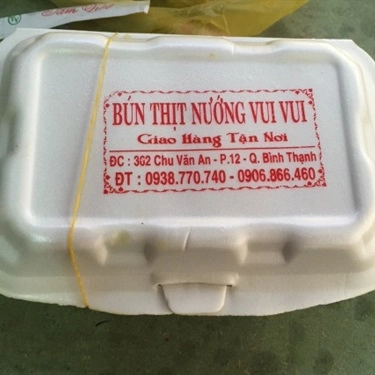 BÚN THỊT NƯỚNG VUI VUI
Giao Hàng Tận Nơi
ĐC : 302 Chu Văn An - P.12 - Q. Bình Thạnh
ĐT : 0938.770.740 - 0906.866.460